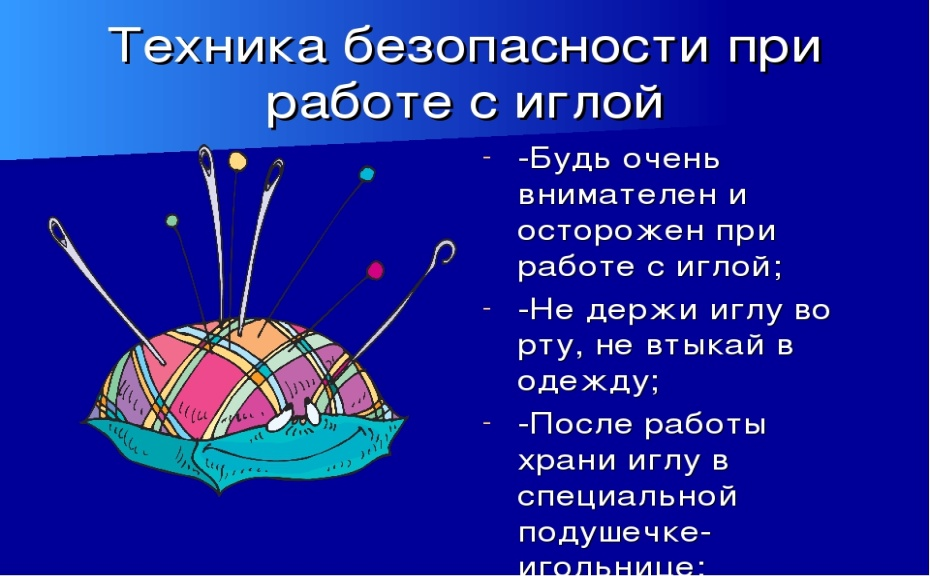 Техника безопасности при
работе с иглой
- -Будь очень
внимателен и
осторожен при
работе с иглой;
- -Не держи иглу во
рту, не втыкай в
одежду;
- -После работы
храни иглу в
специальной
подушечке-
игольнице;